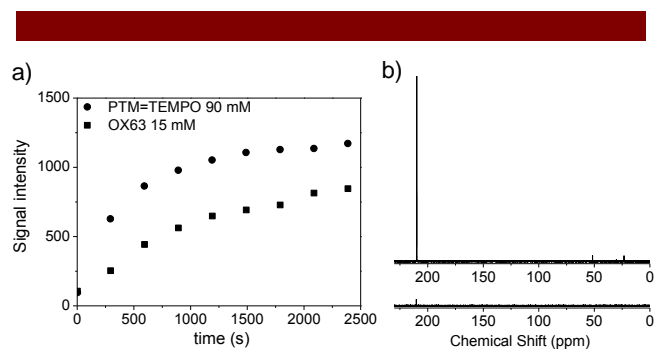 a)
b)
PTM=TEMPO 90 mM
OX63 15 mM
Signal intensity
1500
1000
500
0
0 500 1000 1500 2000 2500
time (s)
200 150 100 50 0
200 150 100 50 0
Chemical Shift (ppm)